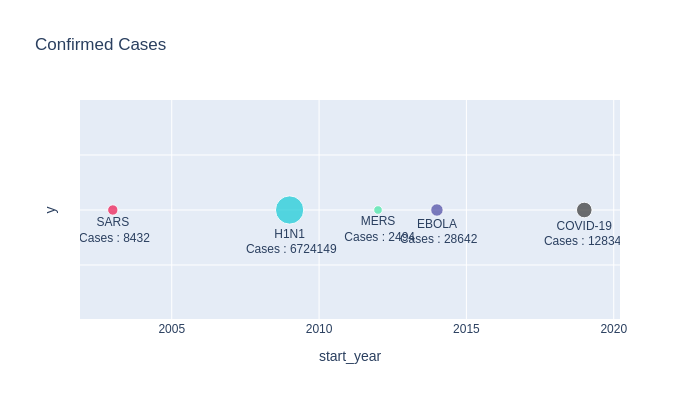 Confirmed Cases
y
SARS
Cases : 8432
H1N1
Cases : 6724149
MERS
Cases : 2494
EBOLA
Cases : 28642
COVID-19
Cases : 12834
2005
2010
2015
2020
start_year